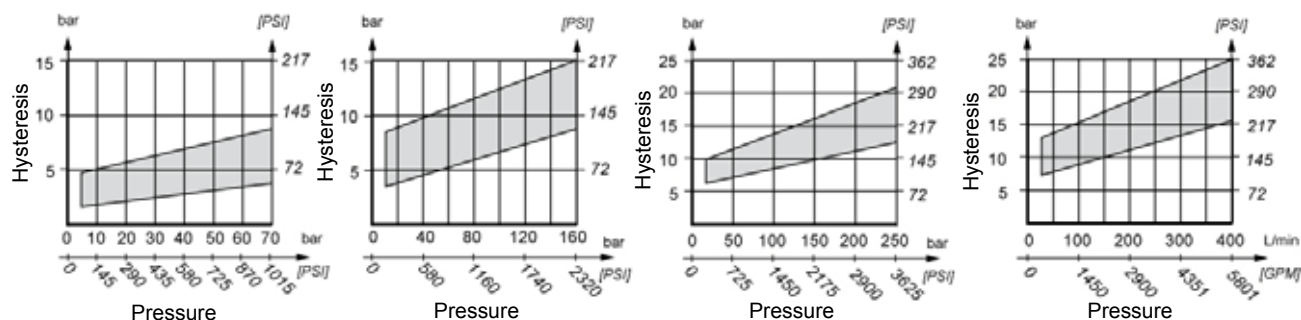 bar [PSI]
15 217
10 145
5 72
Hysteresis
0 10 20 30 40 50 60 70 bar
0 145 290 435 580 725 870 1015 [PSI]
Pressure
bar [PSI]
15 217
10 145
5 72
Hysteresis
0 40 80 120 160 bar
0 580 1160 1740 2320 [PSI]
Pressure
bar [PSI]
25 362
20 290
15 217
10 145
5 72
Hysteresis
0 50 100 150 200 250 bar
0 725 1450 2175 2900 3625 [PSI]
Pressure
bar [PSI]
25 362
20 290
15 217
10 145
5 72
Hysteresis
0 100 200 300 400 L/min
0 1450 2900 4351 5801 [GPM]
Pressure